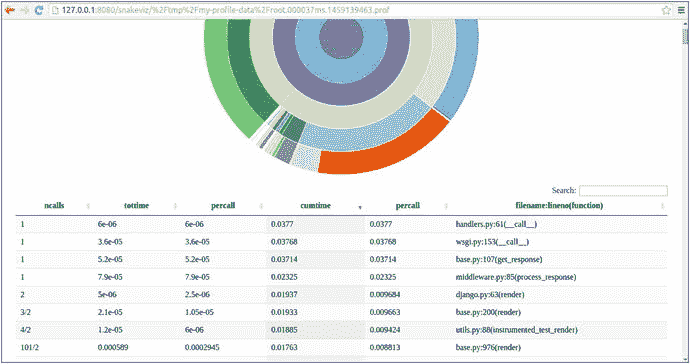 127.0.0.1:8080/snakeviz/%2Ftmp%2Fmy-profile-data%2Froot.000037ms.1459139463.prof
Search:
ncalls tottime percall cumtime percall filename:lineno(function)
1 6e-06 6e-06 0.0377 0.0377 handlers.py:61(__call__)
1 3.6e-05 3.6e-05 0.03768 0.03768 wsgi.py:153(__call__)
1 5.2e-05 5.2e-05 0.03714 0.03714 base.py:107(get_response)
1 7.9e-05 7.9e-05 0.02325 0.02325 middleware.py:85(process_response)
2 5e-06 2.5e-06 0.01937 0.009684 django.py:63(render)
3/2 2.1e-05 1.05e-05 0.01933 0.009663 base.py:200(render)
4/2 1.2e-05 6e-06 0.01885 0.009424 utils.py:88(instrumented_test_render)
101/2 0.000589 0.0002945 0.01763 0.008813 base.py:976(render)